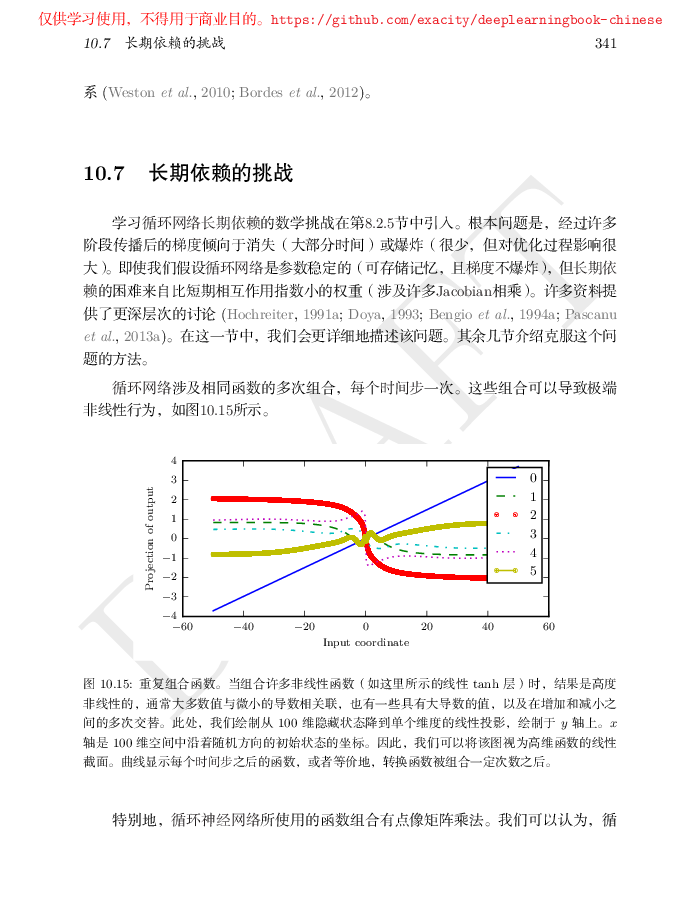 仅供学习使用，不得用于商业目的。https://github.com/exacity/deeplearningbook-chinese
10.7 长期依赖的挑战 341
系 (Weston et al., 2010; Bordes et al., 2012)。
10.7 长期依赖的挑战
学习循环网络长期依赖的数学挑战在第8.2.5节中引入。根本问题是，经过许多
阶段传播后的梯度倾向于消失（大部分时间）或爆炸（很少，但对优化过程影响很
大）。即使我们假设循环网络是参数稳定的（可存储记忆，且梯度不爆炸），但长期依
赖的困难来自比短期相互作用指数小的权重（涉及许多Jacobian相乘）。许多资料提
供了更深层次的讨论 (Hochreiter, 1991a; Doya, 1993; Bengio et al., 1994a; Pascanu
et al., 2013a)。在这一节中，我们会更详细地描述该问题。其余几节介绍克服这个问
题的方法。
循环网络涉及相同函数的多次组合，每个时间步一次。这些组合可以导致极端
非线性行为，如图10.15所示。
4
3
2
1
0
−1
−2
−3
−4
Projection of output
−60 −40 −20 0 20 40 60
Input coordinate
0
1
2
3
4
5
图 10.15: 重复组合函数。当组合许多非线性函数（如这里所示的线性 tanh 层）时，结果是高度
非线性的，通常大多数值与微小的导数相关联，也有一些具有大导数的值，以及在增加和减小之
间的多次交替。此处，我们绘制从 100 维隐藏状态降到单个维度的线性投影，绘制于 y 轴上。x
轴是 100 维空间中沿着随机方向的初始状态的坐标。因此，我们可以将该图视为高维函数的线性
截面。曲线显示每个时间步之后的函数，或者等价地，转换函数被组合一定次数之后。
特别地，循环神经网络所使用的函数组合有点像矩阵乘法。我们可以认为，循
DRAFT